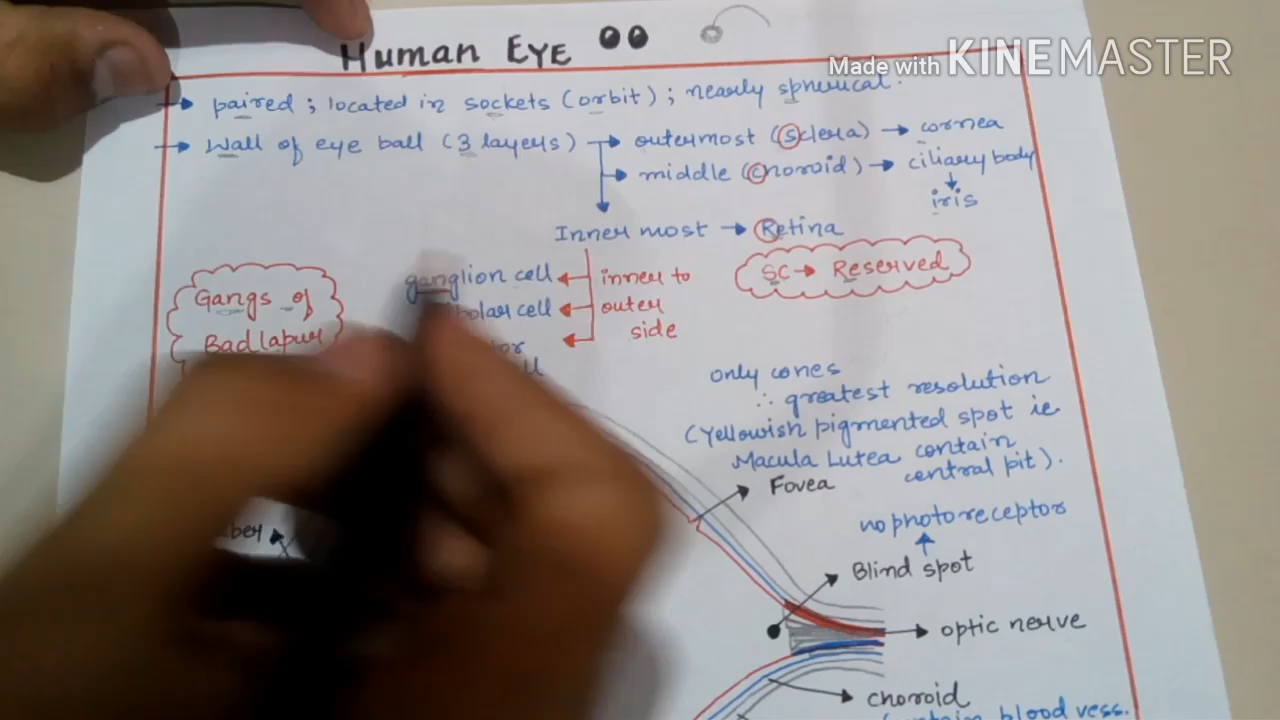 Human EYE
Made with KINEMASTER
paired ; located in sockets (orbit) ; nearly spherical.
Wall of eye ball (3 layers) → outermost (sclera) → cornea
→ middle (choroid) → ciliary body
iris
Inner most → Retina
SC → Reserved
Gangs of
Badlapur
ganglion cell
cell
inner to
outer
side
only cones
∴ greatest resolution
(Yellowish pigmented spot ie
Macula Lutea contain
central pit).
Fovea
no photoreceptor
Blind spot
optic nerve
choroid
blood vess.